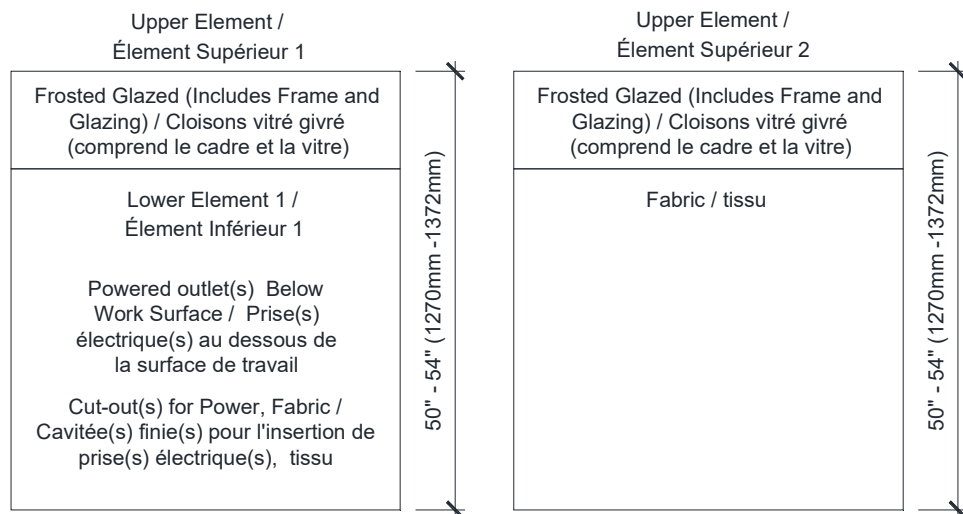 Upper Element /
Élement Supérieur 1
Frosted Glazed (Includes Frame and
Glazing) / Cloisons vitré givré
(comprend le cadre et la vitre)
Lower Element 1 /
Élement Inférieur 1
Powered outlet(s)  Below
Work Surface /  Prise(s)
électrique(s) au dessous de
la surface de travail
Cut-out(s) for Power, Fabric /
Cavitée(s) finie(s) pour l'insertion de
prise(s) électrique(s),  tissu
50" - 54" (1270mm -1372mm)
Upper Element /
Élement Supérieur 2
Frosted Glazed (Includes Frame and
Glazing) / Cloisons vitré givré
(comprend le cadre et la vitre)
Fabric / tissu
50" - 54" (1270mm -1372mm)